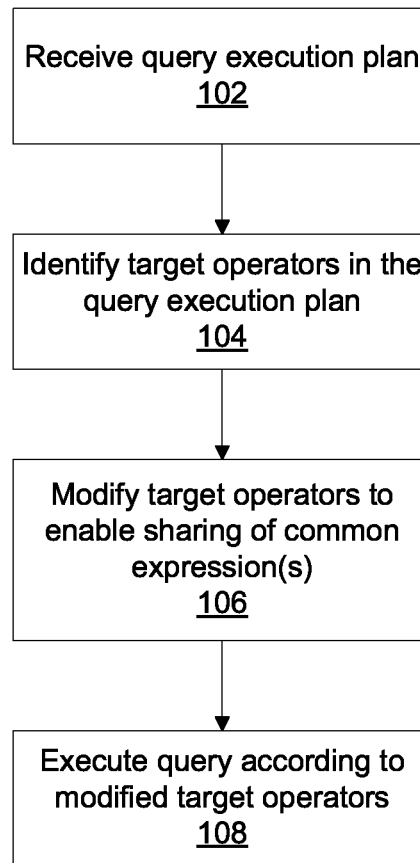 Receive query execution plan
102
Identify target operators in the
query execution plan
104
Modify target operators to
enable sharing of common
expression(s)
106
Execute query according to
modified target operators
108